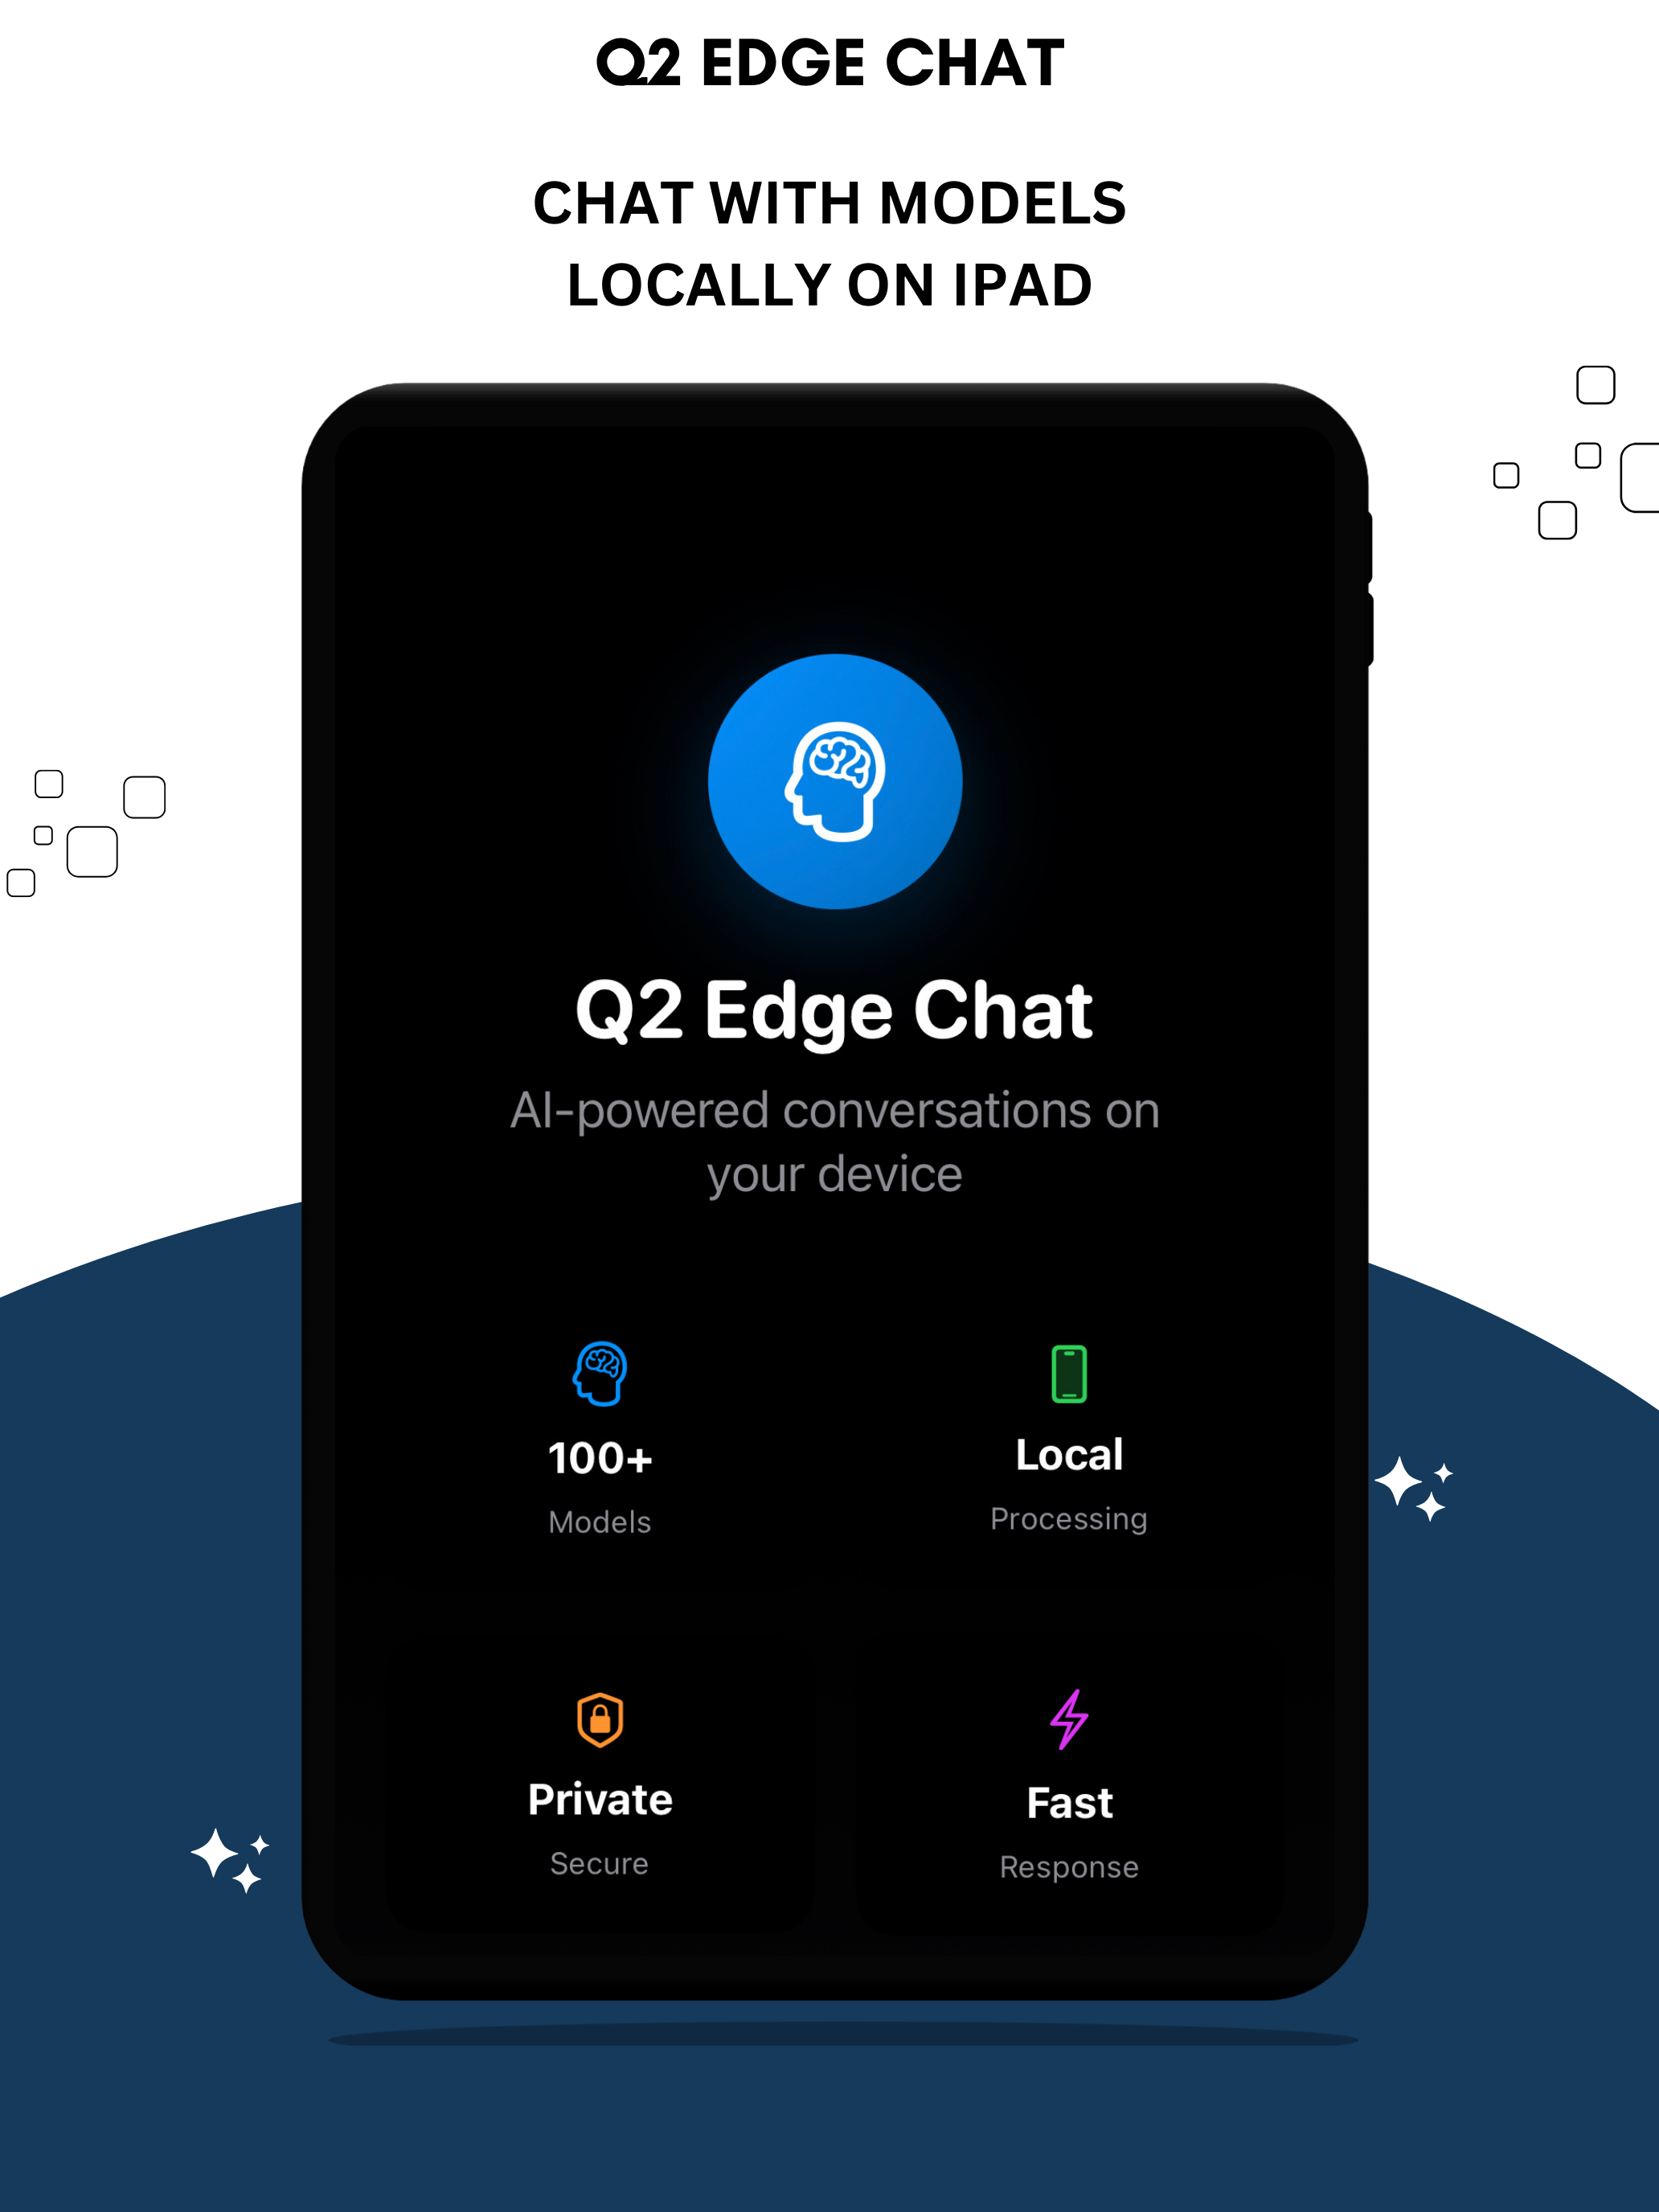 Q2 EDGE CHAT
CHAT WITH MODELS
LOCALLY ON IPAD
Q2 Edge Chat
AI-powered conversations on
your device
100+
Models
Local
Processing
Private
Secure
Fast
Response